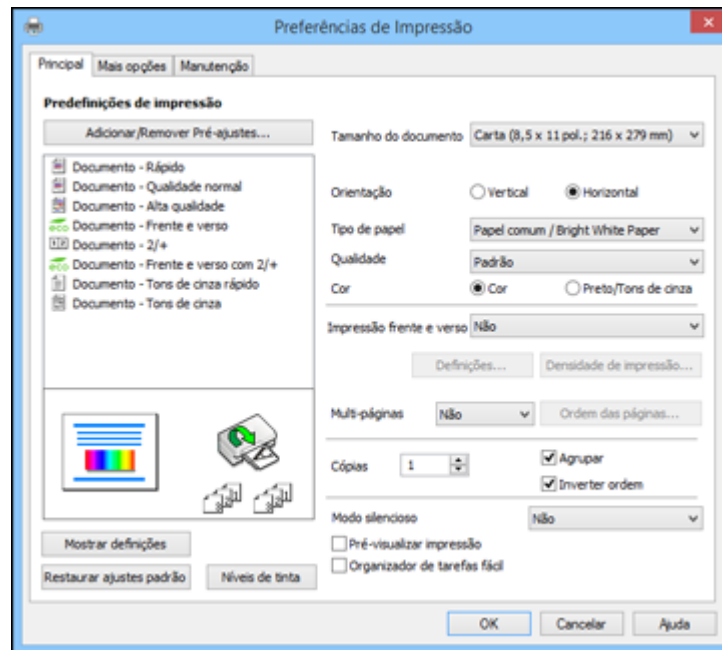 Preferências de Impressão
Principal
Mais opções
Manutenção
Predefinições de impressão
Adicionar/Remover Pré-ajustes...
Documento - Rápido
Documento - Qualidade normal
Documento - Alta qualidade
Documento - Frente e verso
Documento - 2/+
Documento - Frente e verso com 2/+
Documento - Tons de cinza rápido
Documento - Tons de cinza
Mostrar definições
Restaurar ajustes padrão
Níveis de tinta
Tamanho do documento Carta (8,5 x 11 pol.; 216 x 279 mm)
Orientação Vertical Horizontal
Tipo de papel Papel comum / Bright White Paper
Qualidade Padrão
Cor Cor Preto/Tons de cinza
Impressão frente e verso Não
Definições... Densidade de impressão...
Multi-páginas Não Ordem das páginas...
Cópias 1 Agrupar
Inverter ordem
Modo silencioso Não
Pré-visualizar impressão
Organizador de tarefas fácil
OK Cancelar Ajuda